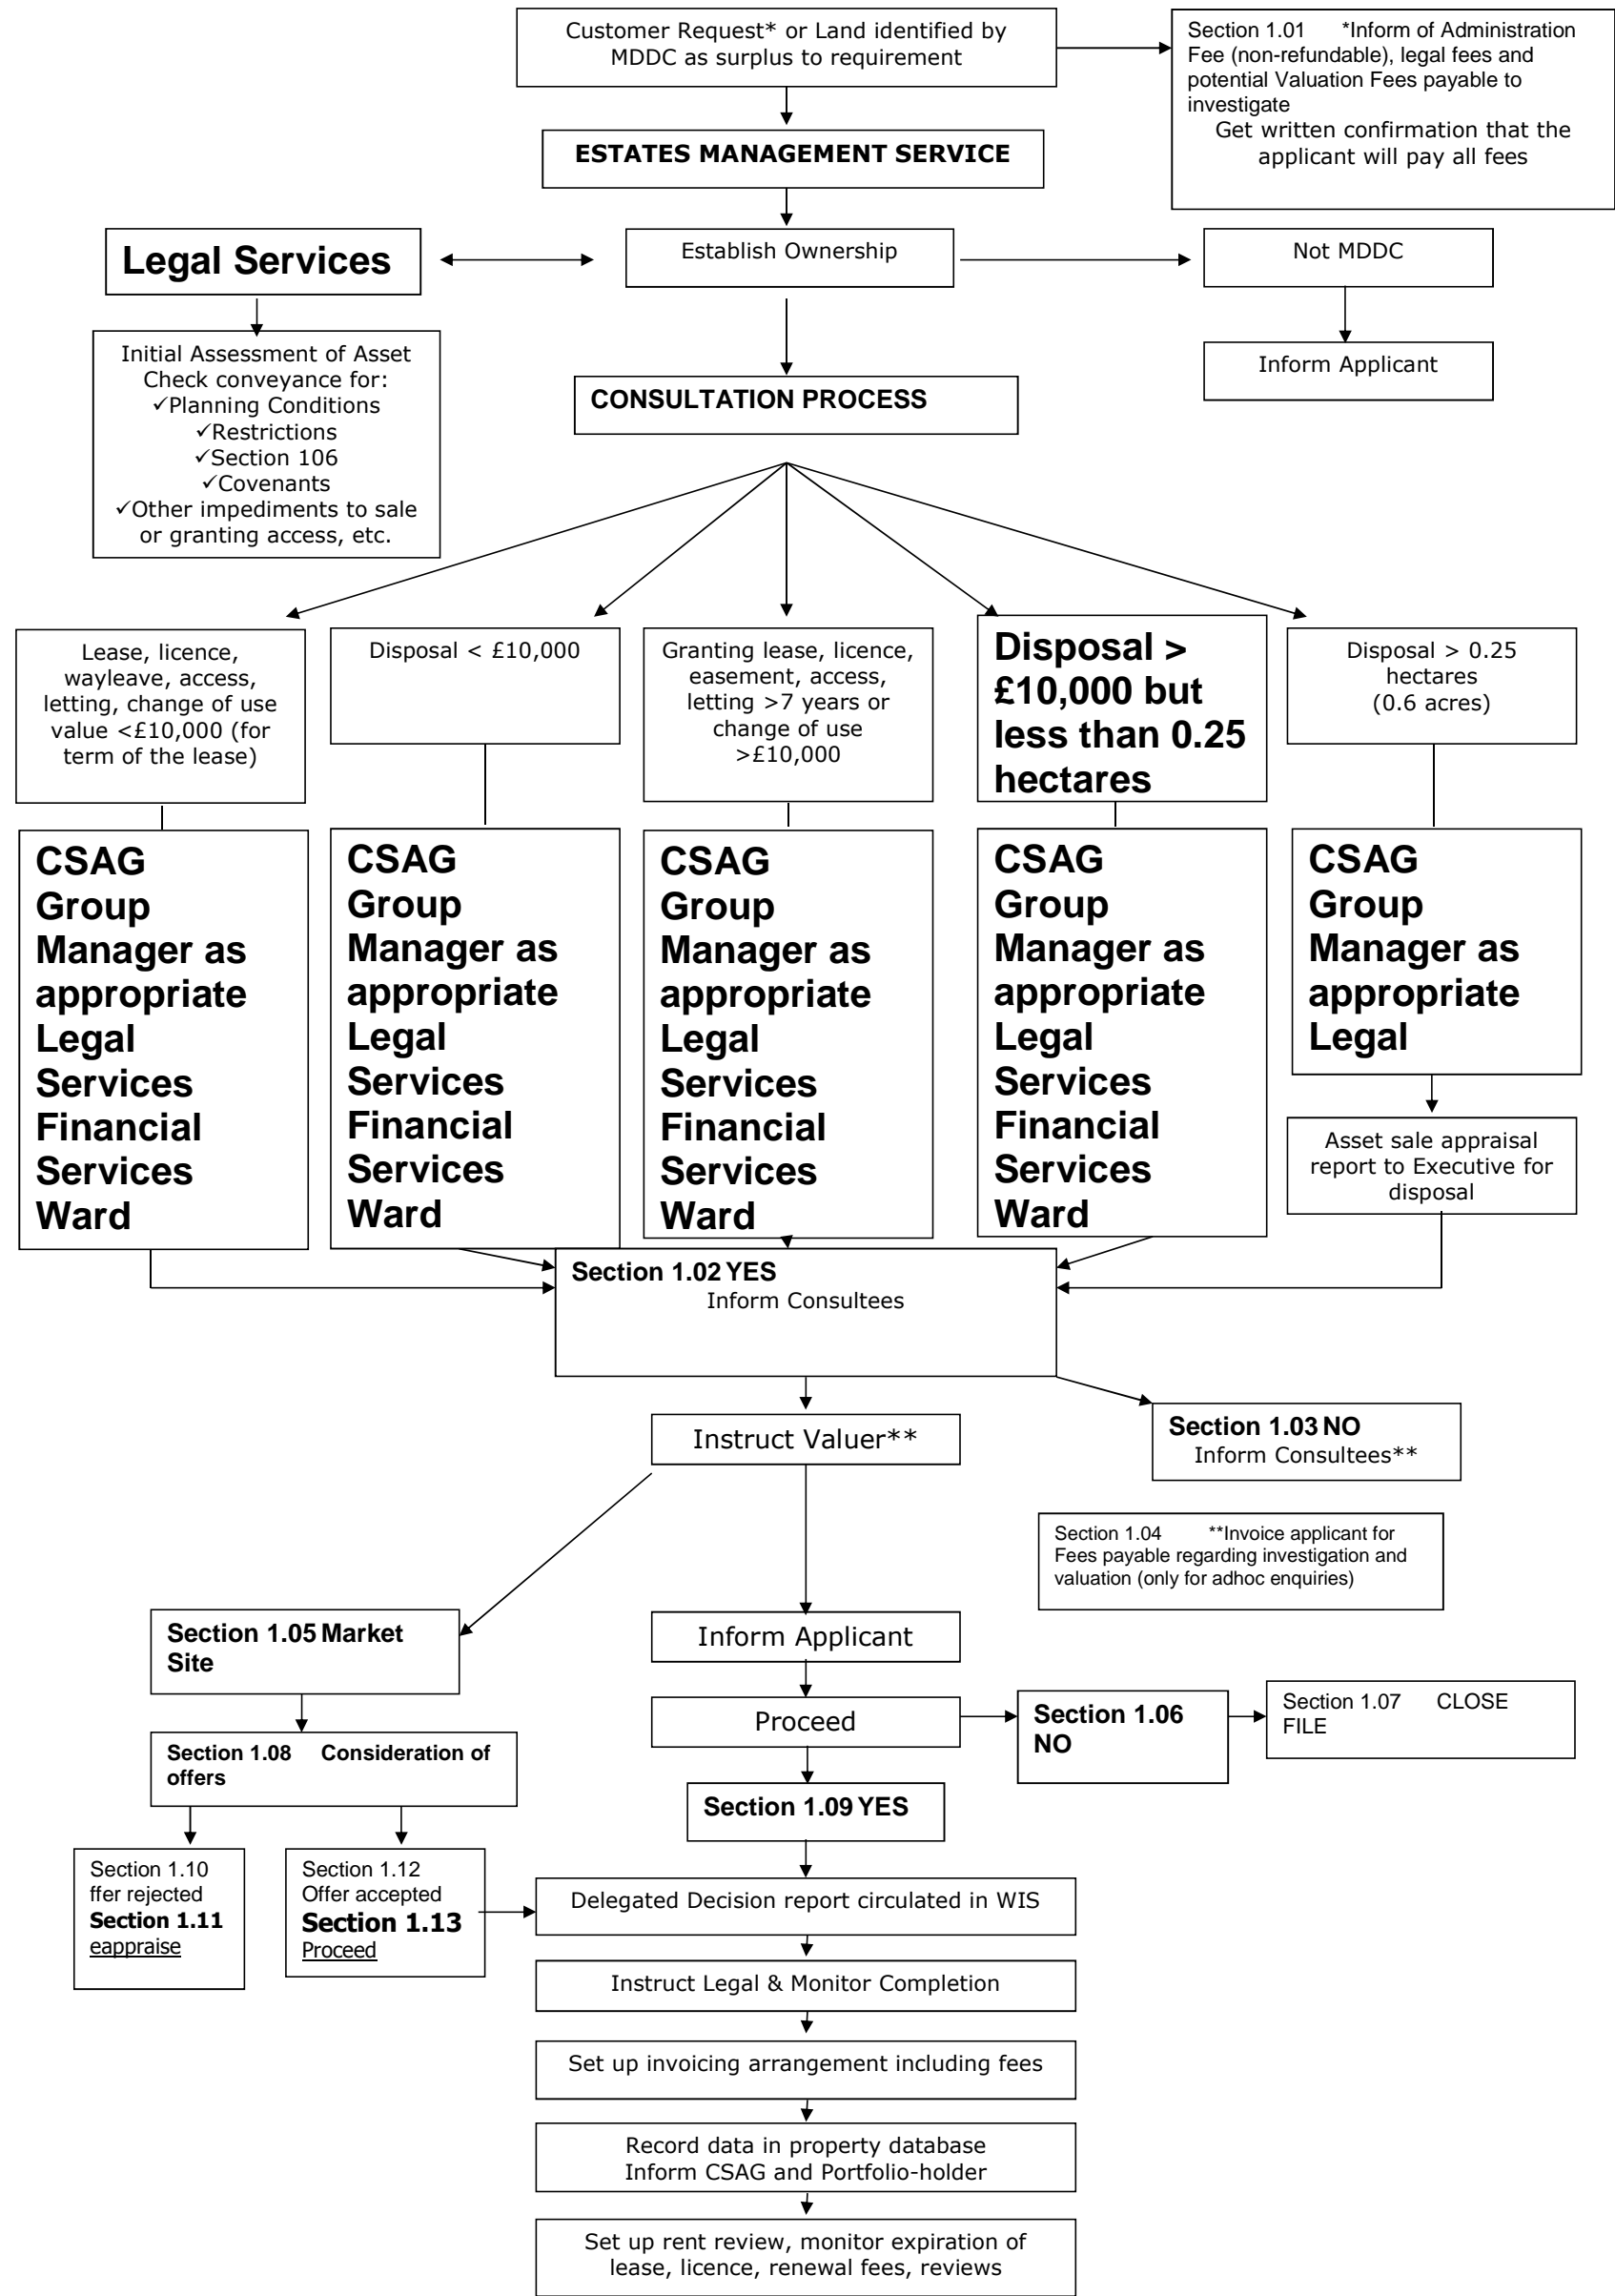 Customer Request* or Land identified by
MDDC as surplus to requirement
Section 1.01 *Inform of Administration
Fee (non-refundable), legal fees and
potential Valuation Fees payable to
investigate
Get written confirmation that the
applicant will pay all fees
ESTATES MANAGEMENT SERVICE
Legal Services
Establish Ownership
Not MDDC
Initial Assessment of Asset
Check conveyance for:
✓Planning Conditions
✓Restrictions
✓Section 106
✓Covenants
✓Other impediments to sale
or granting access, etc.
Inform Applicant
CONSULTATION PROCESS
Lease, licence,
wayleave, access,
letting, change of use
value <£10,000 (for
term of the lease)
Disposal < £10,000
Granting lease, licence,
easement, access,
letting >7 years or
change of use
>£10,000
Disposal >
£10,000 but
less than 0.25
hectares
Disposal > 0.25
hectares
(0.6 acres)
CSAG
Group
Manager as
appropriate
Legal
Services
Financial
Services
Ward
CSAG
Group
Manager as
appropriate
Legal
Services
Financial
Services
Ward
CSAG
Group
Manager as
appropriate
Legal
Services
Financial
Services
Ward
CSAG
Group
Manager as
appropriate
Legal
Services
Financial
Services
Ward
CSAG
Group
Manager as
appropriate
Legal
Asset sale appraisal
report to Executive for
disposal
Section 1.02 YES
Inform Consultees
Instruct Valuer**
Section 1.03 NO
Inform Consultees**
Section 1.04 **Invoice applicant for
Fees payable regarding investigation and
valuation (only for adhoc enquiries)
Section 1.05 Market
Site
Inform Applicant
Proceed
Section 1.06
NO
Section 1.07 CLOSE
FILE
Section 1.08 Consideration of
offers
Section 1.09 YES
Section 1.10
ffer rejected
Section 1.11
eappraise
Section 1.12
Offer accepted
Section 1.13
Proceed
Delegated Decision report circulated in WIS
Instruct Legal & Monitor Completion
Set up invoicing arrangement including fees
Record data in property database
Inform CSAG and Portfolio-holder
Set up rent review, monitor expiration of
lease, licence, renewal fees, reviews